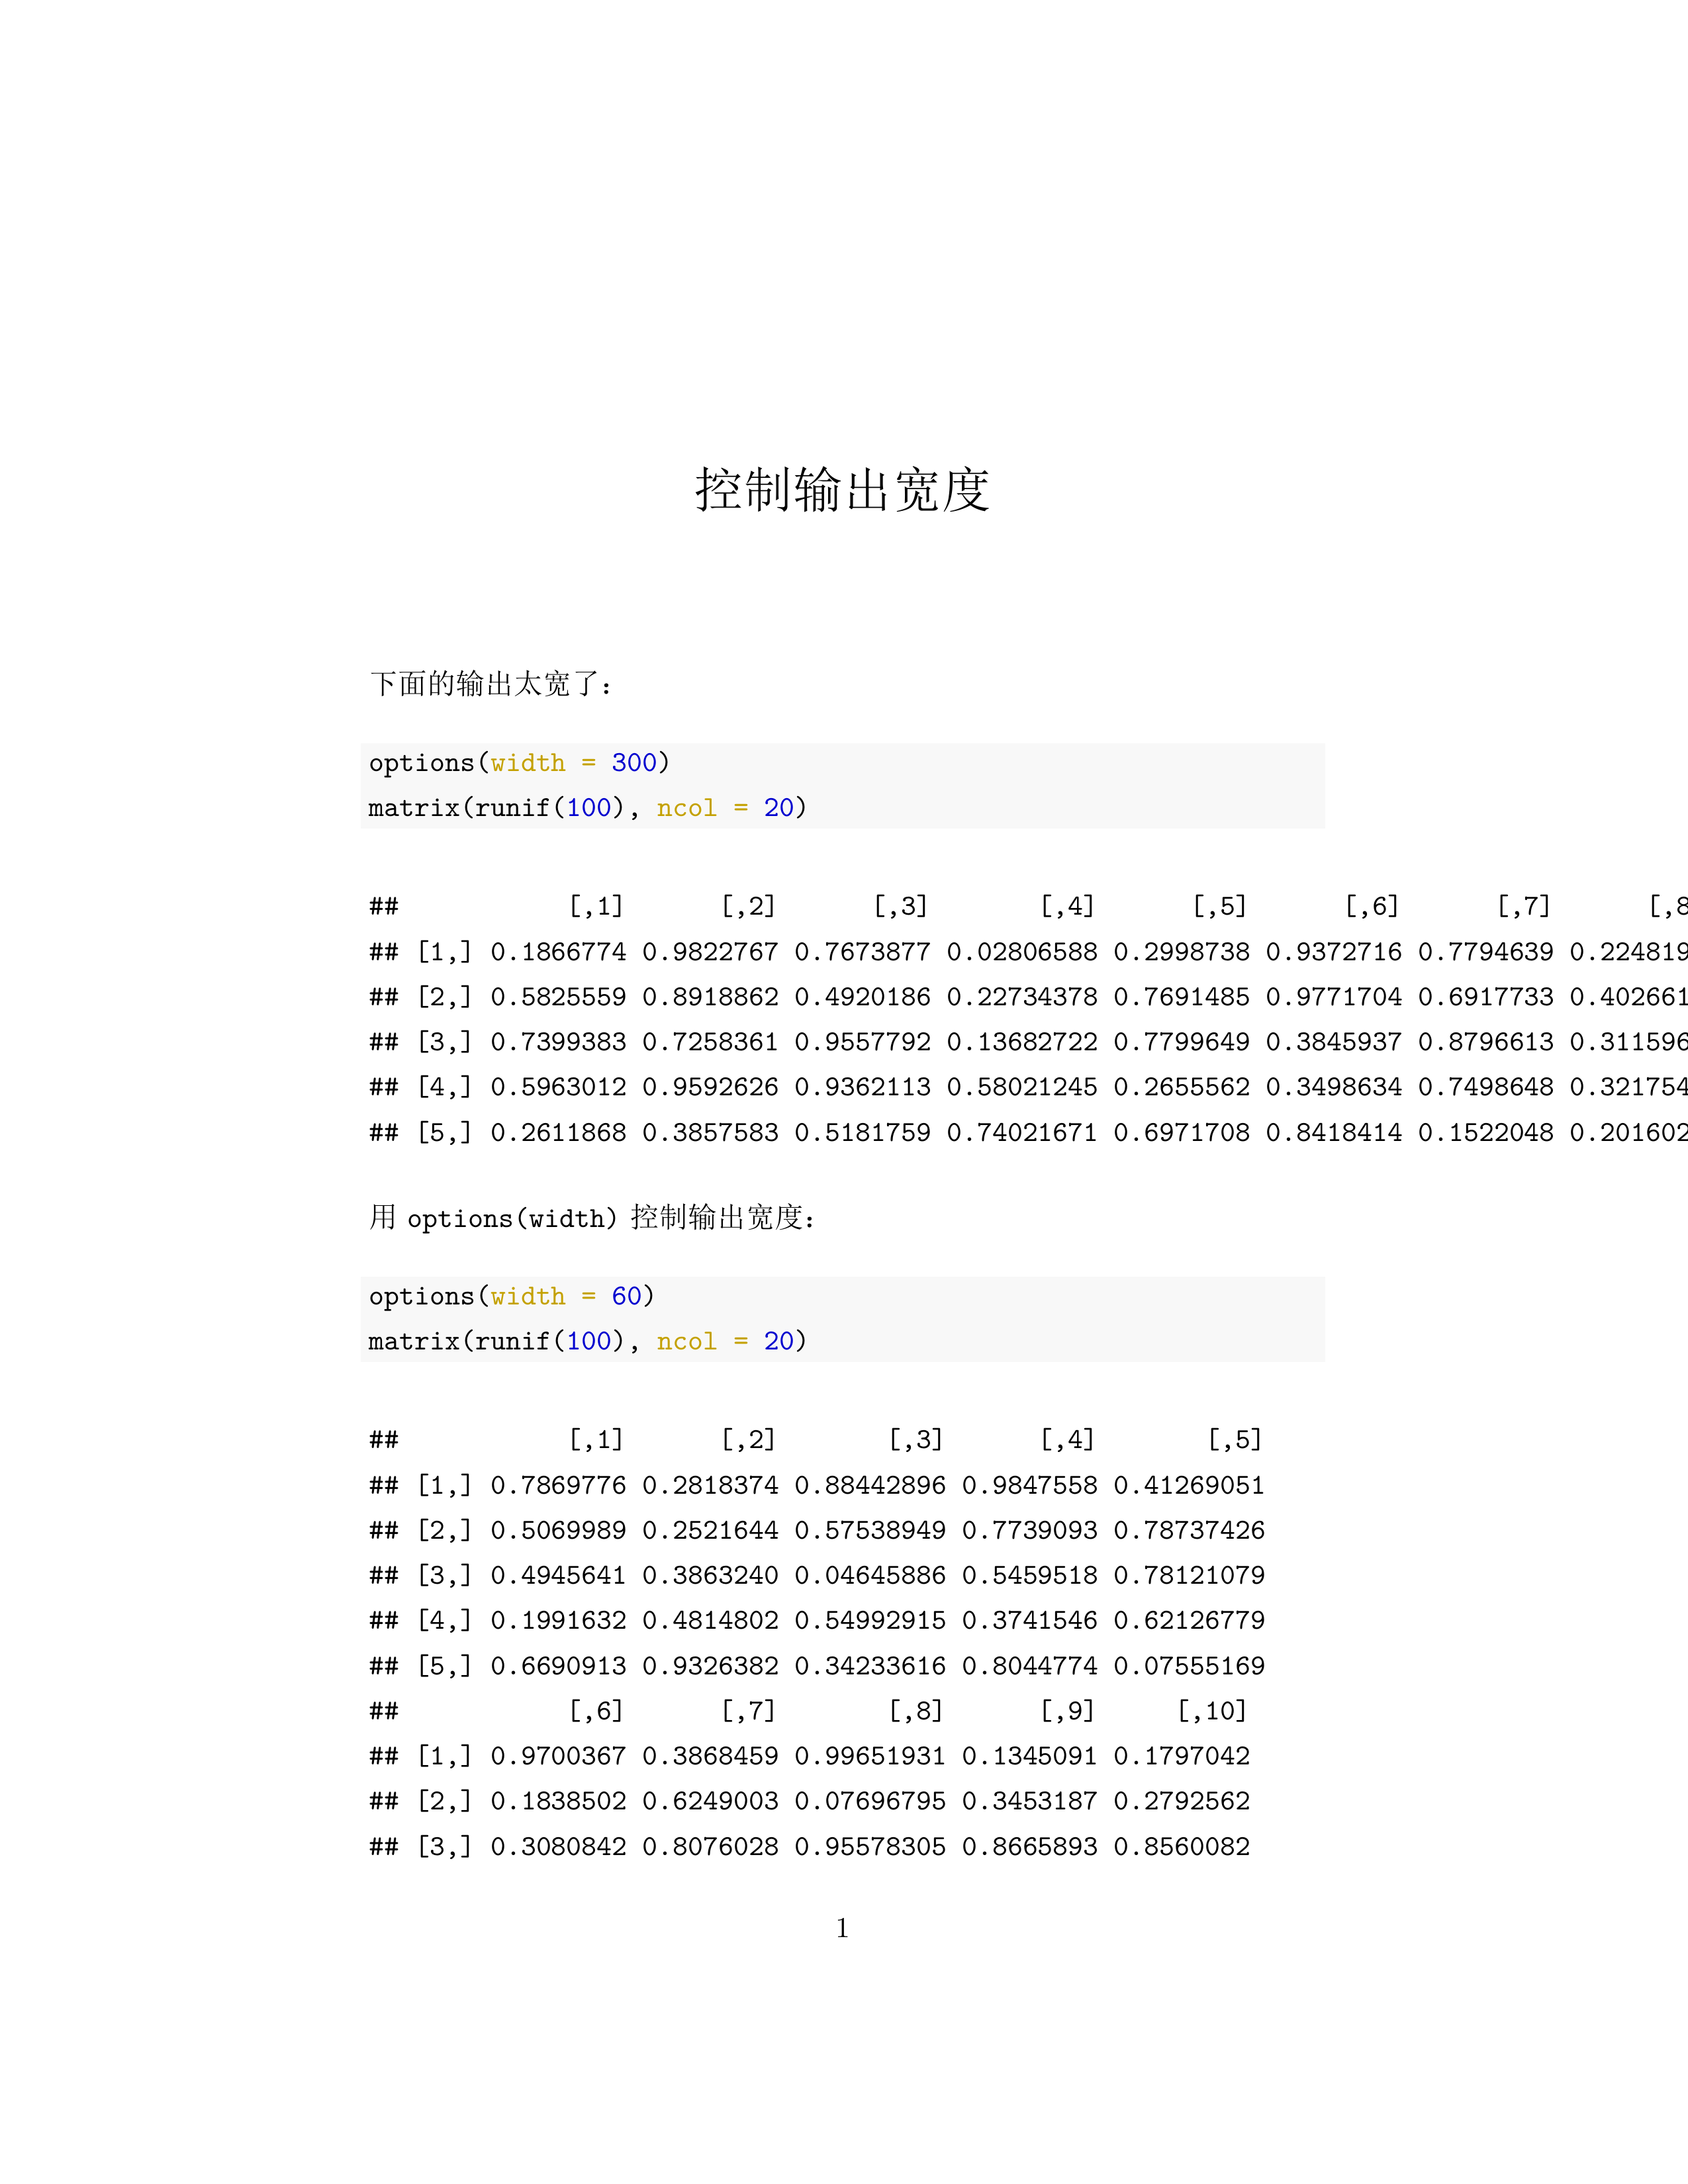 控制输出宽度
下面的输出太宽了：
options(width = 300)
matrix(runif(100), ncol = 20)
##           [,1]      [,2]      [,3]       [,4]      [,5]      [,6]      [,7]      [,8
## [1,] 0.1866774 0.9822767 0.7673877 0.02806588 0.2998738 0.9372716 0.7794639 0.224819
## [2,] 0.5825559 0.8918862 0.4920186 0.22734378 0.7691485 0.9771704 0.6917733 0.402661
## [3,] 0.7399383 0.7258361 0.9557792 0.13682722 0.7799649 0.3845937 0.8796613 0.311596
## [4,] 0.5963012 0.9592626 0.9362113 0.58021245 0.2655562 0.3498634 0.7498648 0.321754
## [5,] 0.2611868 0.3857583 0.5181759 0.74021671 0.6971708 0.8418414 0.1522048 0.201602
用 options(width) 控制输出宽度：
options(width = 60)
matrix(runif(100), ncol = 20)
##           [,1]      [,2]       [,3]      [,4]       [,5]
## [1,] 0.7869776 0.2818374 0.88442896 0.9847558 0.41269051
## [2,] 0.5069989 0.2521644 0.57538949 0.7739093 0.78737426
## [3,] 0.4945641 0.3863240 0.04645886 0.5459518 0.78121079
## [4,] 0.1991632 0.4814802 0.54992915 0.3741546 0.62126779
## [5,] 0.6690913 0.9326382 0.34233616 0.8044774 0.07555169
##           [,6]      [,7]       [,8]      [,9]     [,10]
## [1,] 0.9700367 0.3868459 0.99651931 0.1345091 0.1797042
## [2,] 0.1838502 0.6249003 0.07696795 0.3453187 0.2792562
## [3,] 0.3080842 0.8076028 0.95578305 0.8665893 0.8560082
1